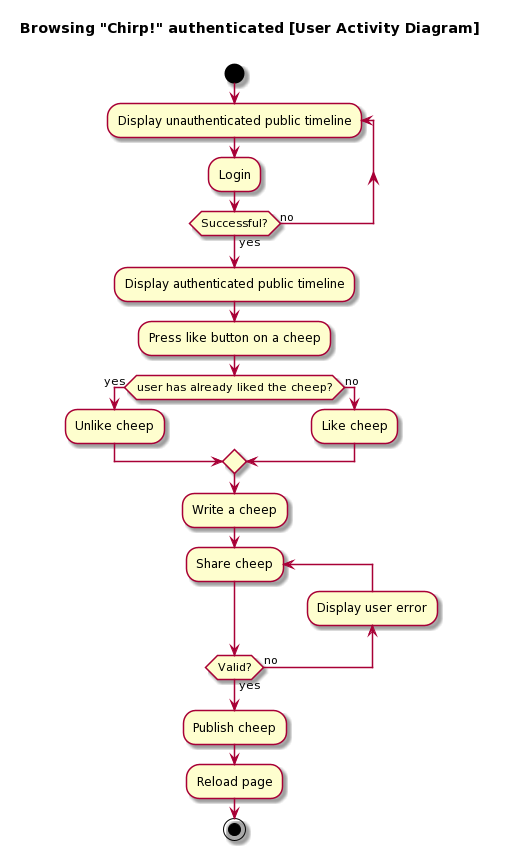 Browsing "Chirp!" authenticated [User Activity Diagram]
Display unauthenticated public timeline
Login
Successful?
no
yes
Display authenticated public timeline
Press like button on a cheep
yes
user has already liked the cheep?
no
Unlike cheep
Like cheep
Write a cheep
Share cheep
Display user error
Valid?
no
yes
Publish cheep
Reload page